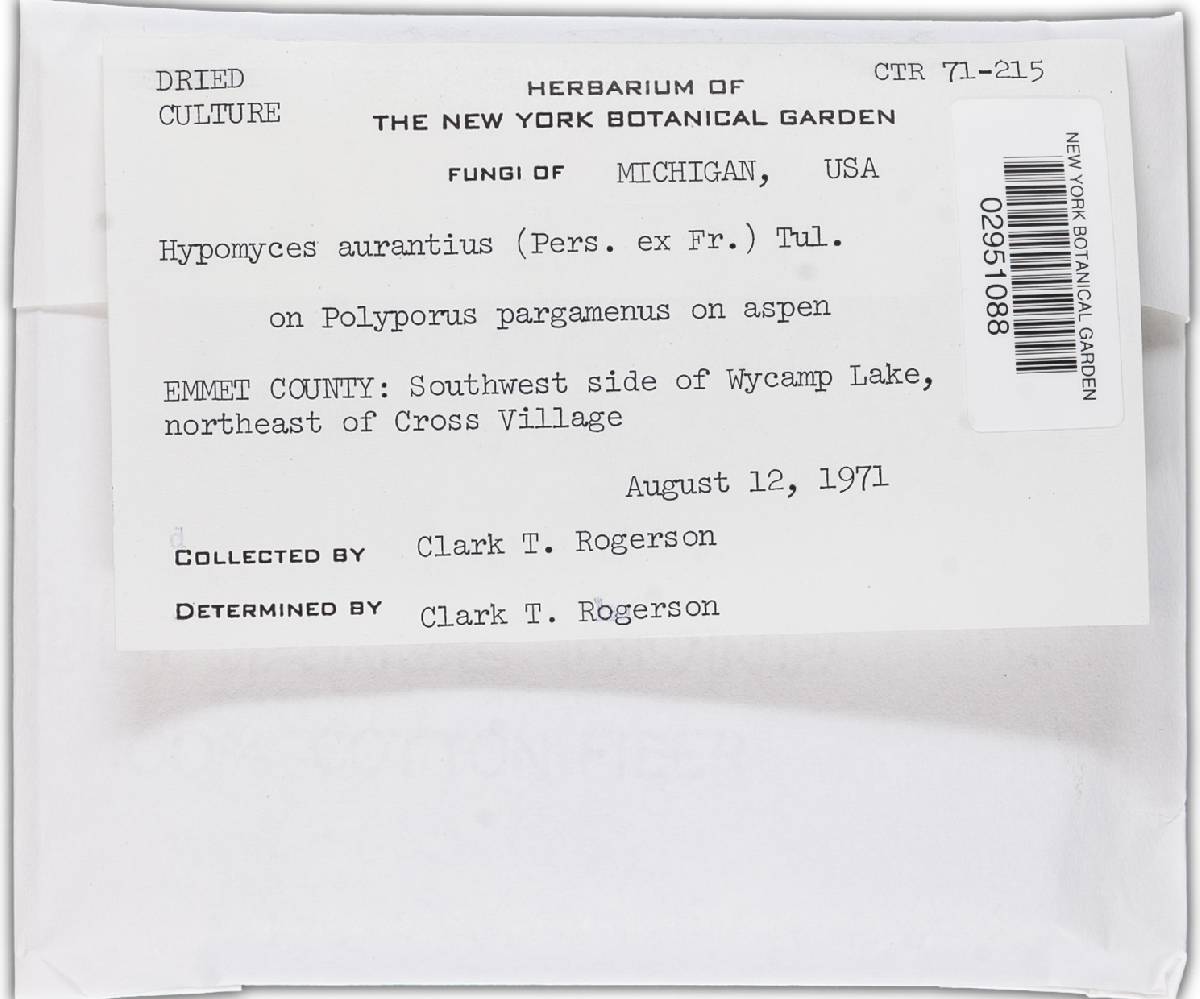 DRIED
CULTURE
CTR 71-215
HERBARIUM OF
THE NEW YORK BOTANICAL GARDEN
FUNGI OF MICHIGAN, USA
Hypomyces aurantius (Pers. ex Fr.) Tul.
on Polyporus pargamenus on aspen
EMMET COUNTY: Southwest side of Wycamp Lake,
northeast of Cross Village
August 12, 1971
COLLECTED BY Clark T. Rogerson
DETERMINED BY Clark T. Rogerson
NEW YORK BOTANICAL GARDEN
02951088
COTTON FIBER